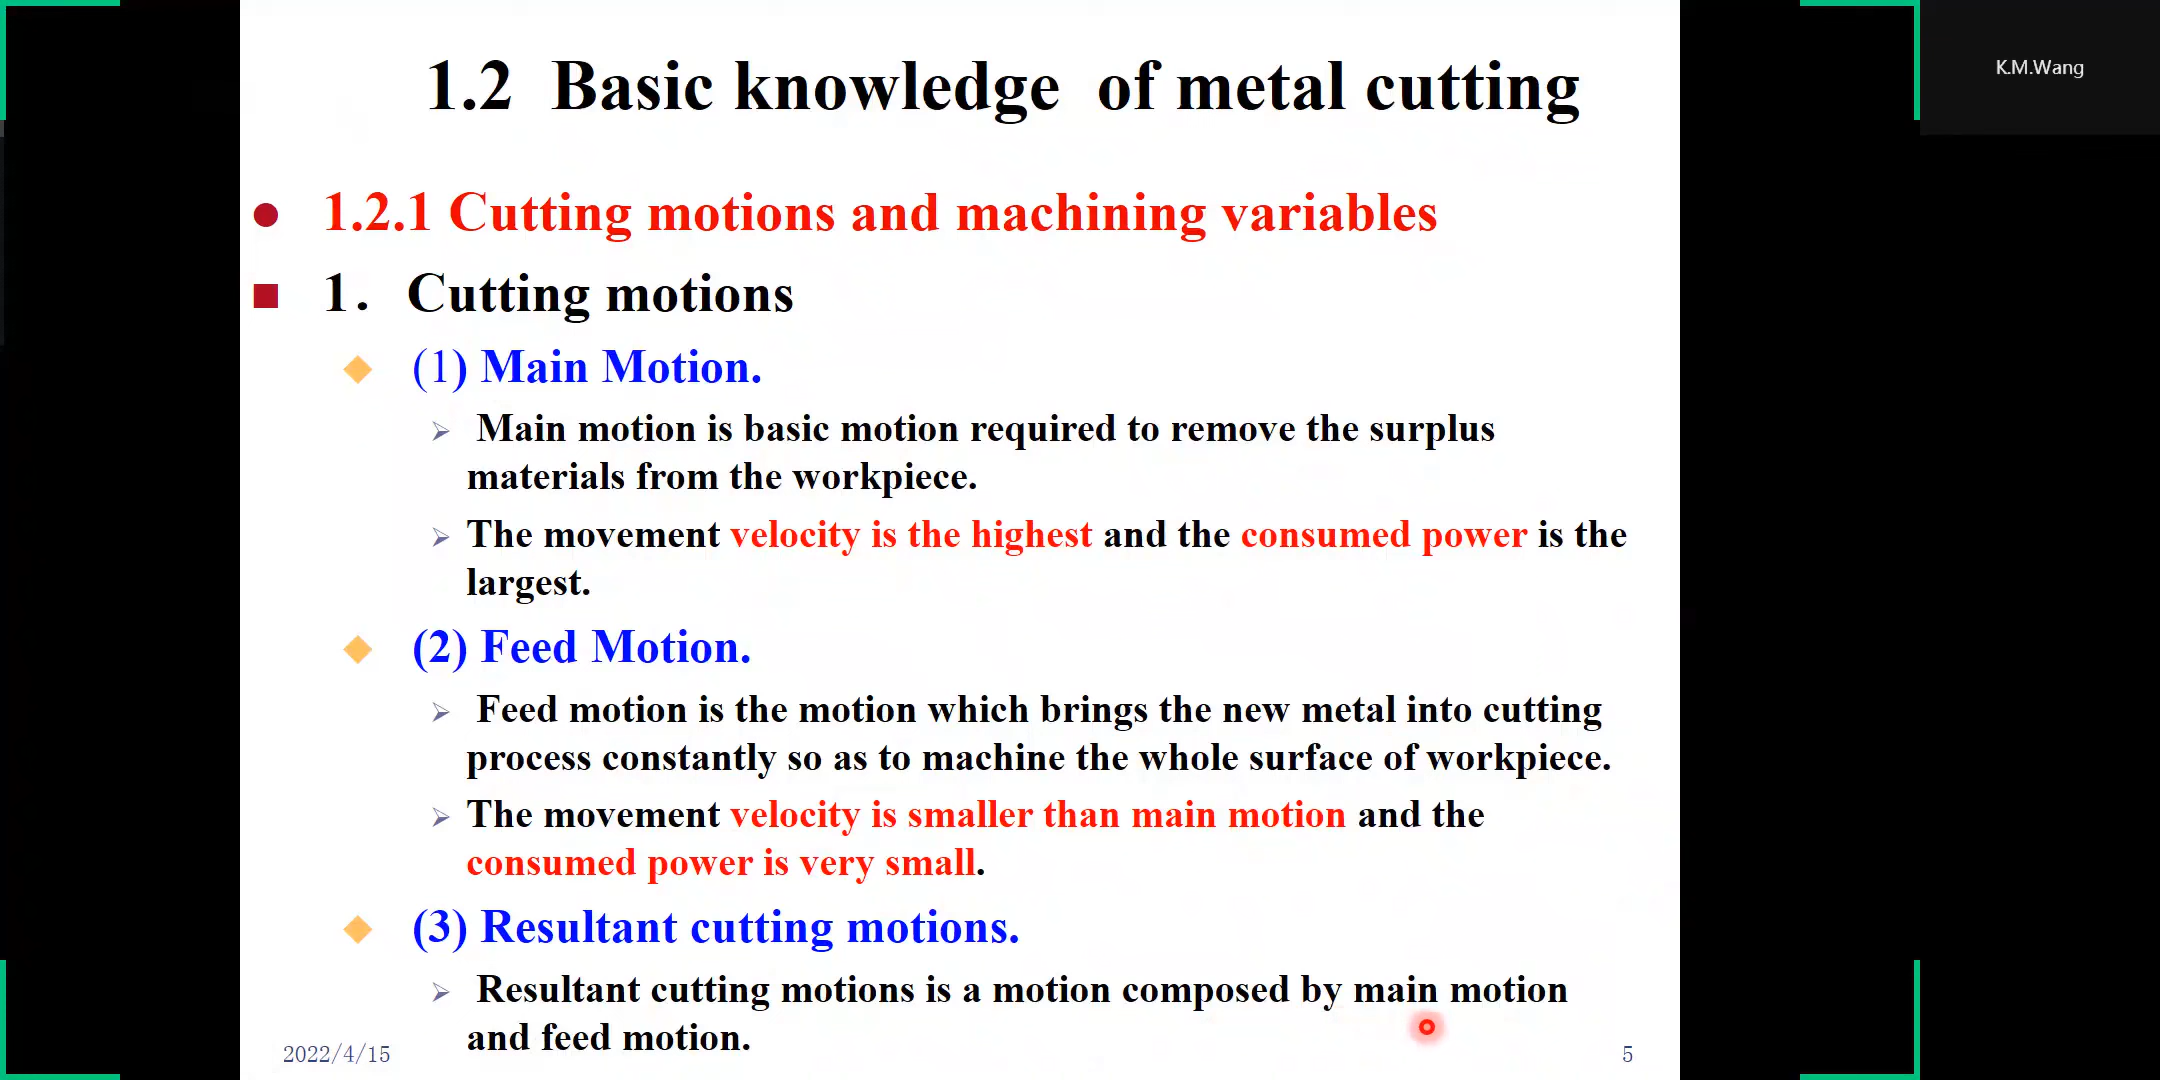 1.2 Basic knowledge of metal cutting
K.M.Wang
1.2.1 Cutting motions and machining variables
1. Cutting motions
(1) Main Motion.
Main motion is basic motion required to remove the surplus
materials from the workpiece.
The movement velocity is the highest and the consumed power is the
largest.
(2) Feed Motion.
Feed motion is the motion which brings the new metal into cutting
process constantly so as to machine the whole surface of workpiece.
The movement velocity is smaller than main motion and the
consumed power is very small.
(3) Resultant cutting motions.
Resultant cutting motions is a motion composed by main motion
and feed motion.
2022/4/15
5